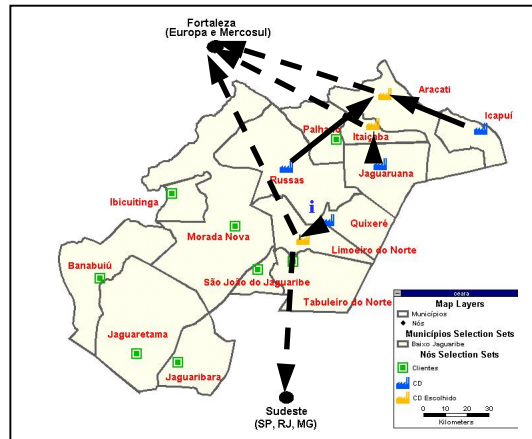 Fortaleza
(Europa e Mercosul)
Aracati
Icapuí
Palhano
Itaiçaba
Russas
Jaguaruana
Ibicuitinga
i
Quixeré
Morada Nova
Limoeiro do Norte
Banabuiú
São João do Jaguaribe
Tabuleiro do Norte
Jaguaretama
Jaguaribara
Sudeste
(SP, RJ, MG)
ceara
Map Layers
Municípios
Nós
Municípios Selection Sets
Baixo Jaguaribe
Nós Selection Sets
Clientes
CD
CD Escolhido
0 10 20 30
Kilometers